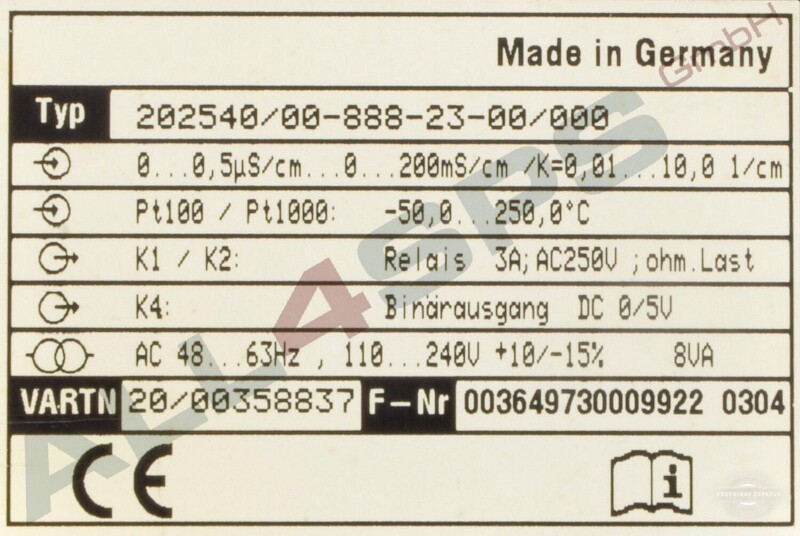 Made in Germany
Typ 202540/00-888-23-00/000
0...0,5µS/cm...0...200mS/cm /K=0,01...10,0 1/cm
Pt100 / Pt1000: -50,0...250,0°C
K1 / K2: Relais 3A; AC250V ; ohm. Last
K4: Binärausgang DC 0/5V
AC 48...63Hz , 110...240V +10/-15% 8VA
VARTN 20/00358837 F-Nr 003649730009922 0304
CE
i
ALL4SPS GmbH